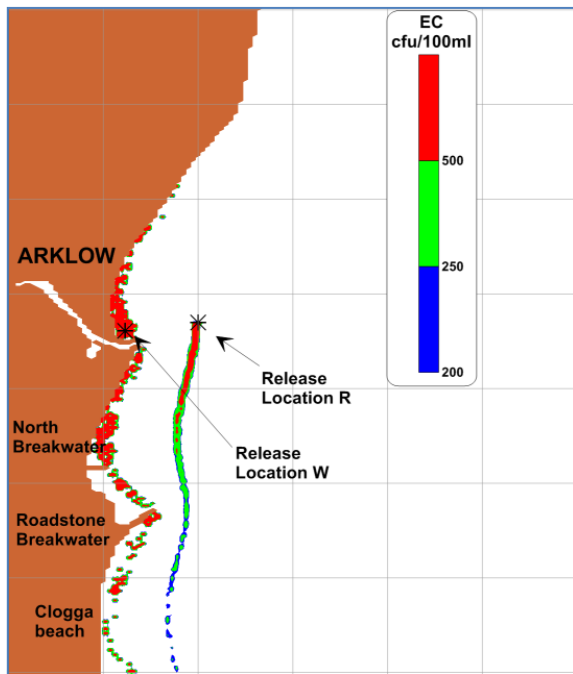 EC
cfu/100ml
500
250
200
ARKLOW
Release
Location R
North
Breakwater
Release
Location W
Roadstone
Breakwater
Clogga
beach